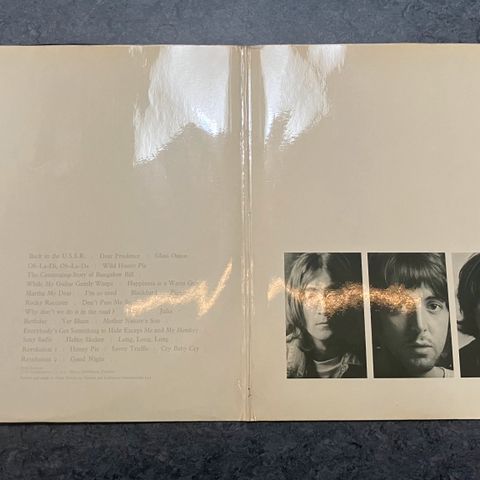 Back in the U.S.S.R. · Dear Prudence · Glass Onion
Ob-La-Di, Ob-La-Da · Wild Honey Pie
The Continuing Story of Bungalow Bill
While My Guitar Gently Weeps · Happiness is a Warm Gun
Martha My Dear · I'm so tired · Blackbird · Piggies
Rocky Raccoon · Don't Pass Me
Why don't we do it in the road? · Julia
Birthday · Yer Blues · Mother Nature's Son
Everybody's Got Something to Hide Except Me and My Monkey
Sexy Sadie · Helter Skelter · Long, Long, Long
Revolution 1 · Honey Pie · Savoy Truffle · Cry Baby Cry
Revolution 9 · Good Night